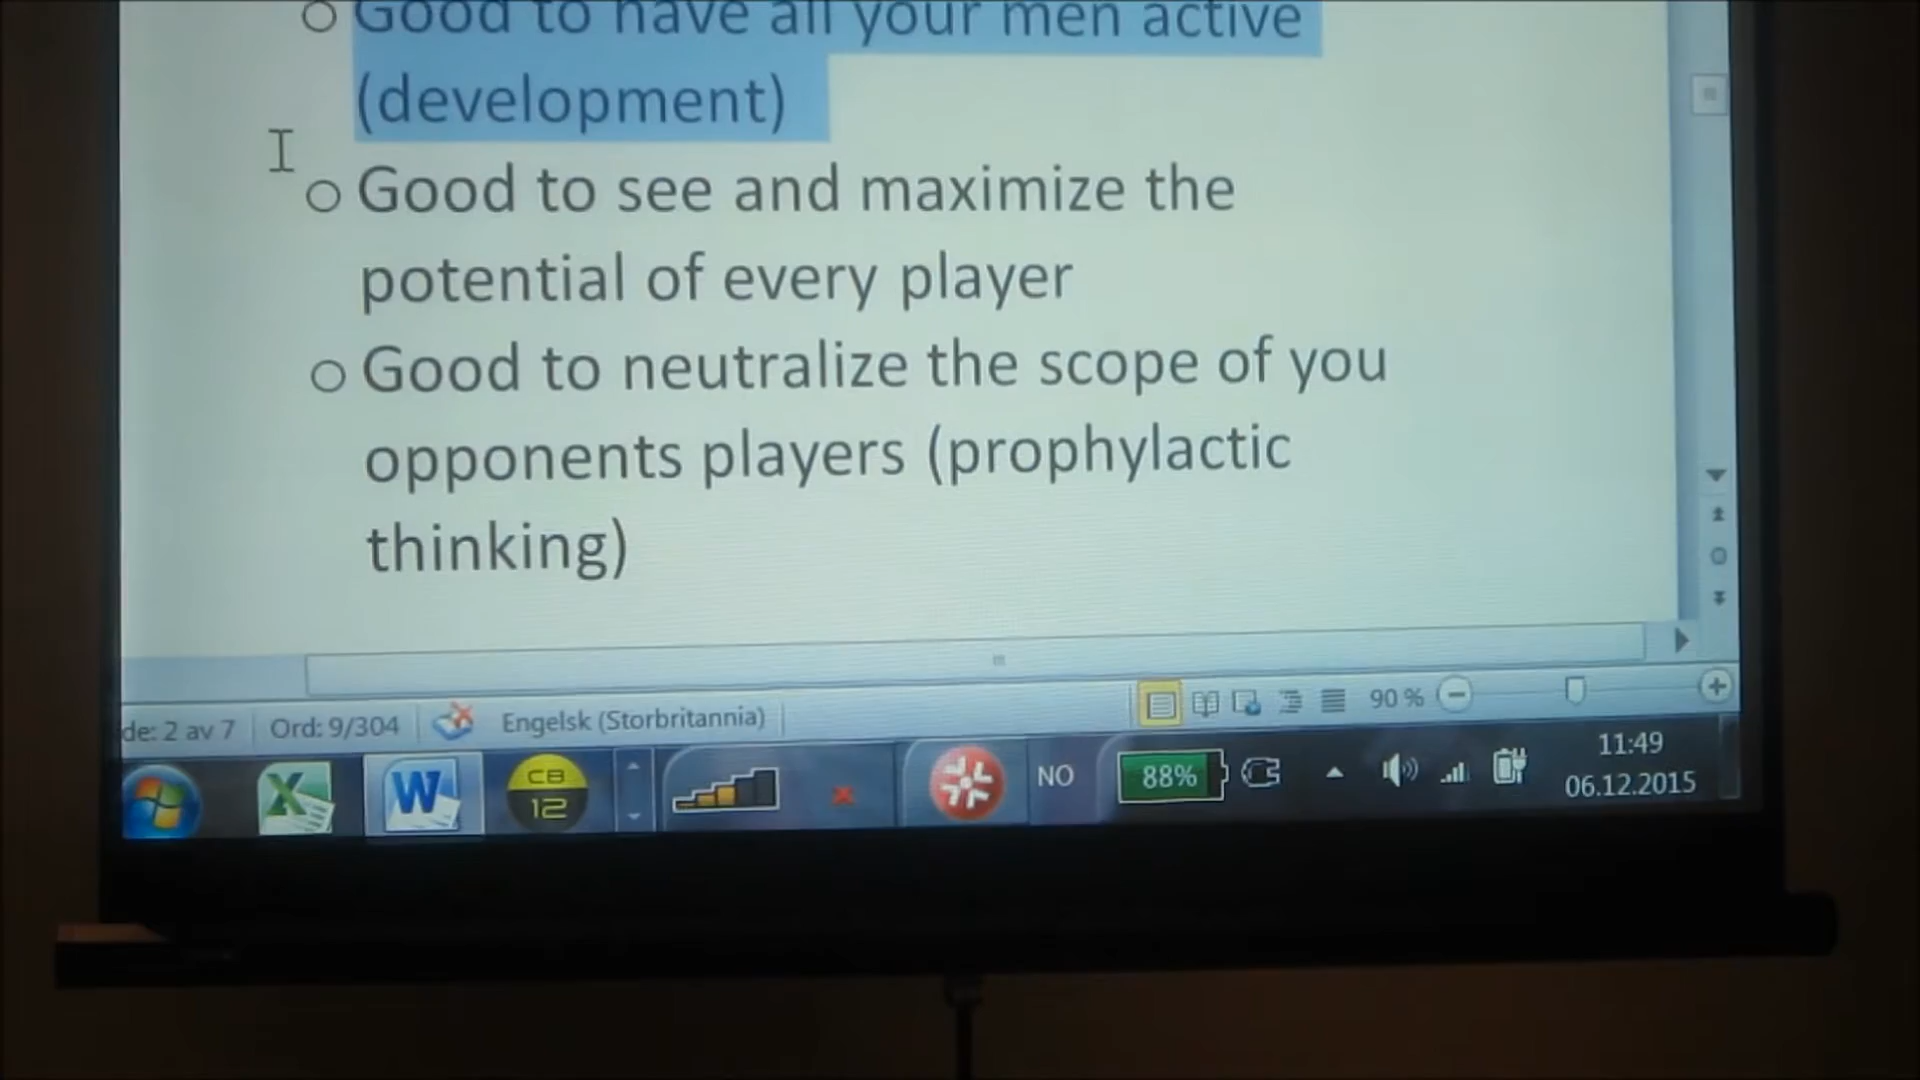 Good to have all your men active
(development)
Good to see and maximize the
potential of every player
Good to neutralize the scope of you
opponents players (prophylactic
thinking)
de: 2 av 7 Ord: 9/304 Engelsk (Storbritannia) 90 %
CB
12
NO 88% 11:49
06.12.2015